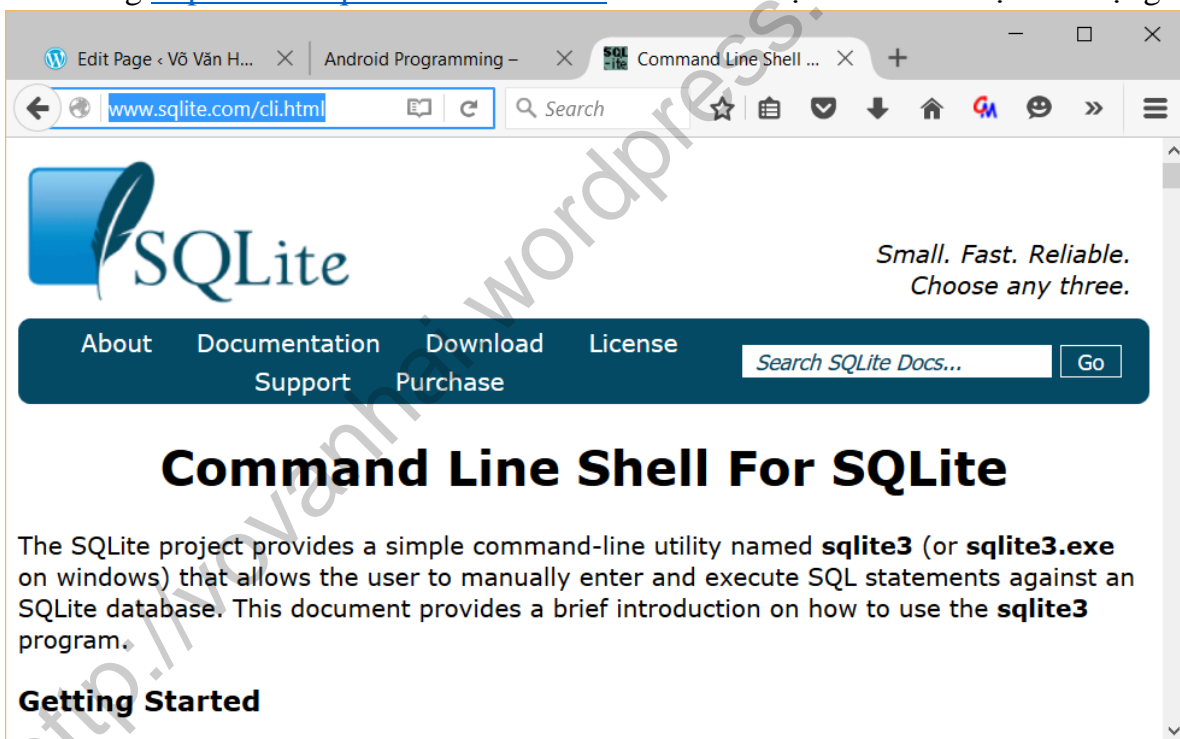 Edit Page ‹ Võ Văn H...
Android Programming –
Command Line Shell ...
www.sqlite.com/cli.html
Search
SQLite
Small. Fast. Reliable.
Choose any three.
About Documentation Download License
Support Purchase
Search SQLite Docs...
Go
Command Line Shell For SQLite
The SQLite project provides a simple command-line utility named sqlite3 (or sqlite3.exe
on windows) that allows the user to manually enter and execute SQL statements against an
SQLite database. This document provides a brief introduction on how to use the sqlite3
program.
Getting Started
http://vovanhai.wordpress.